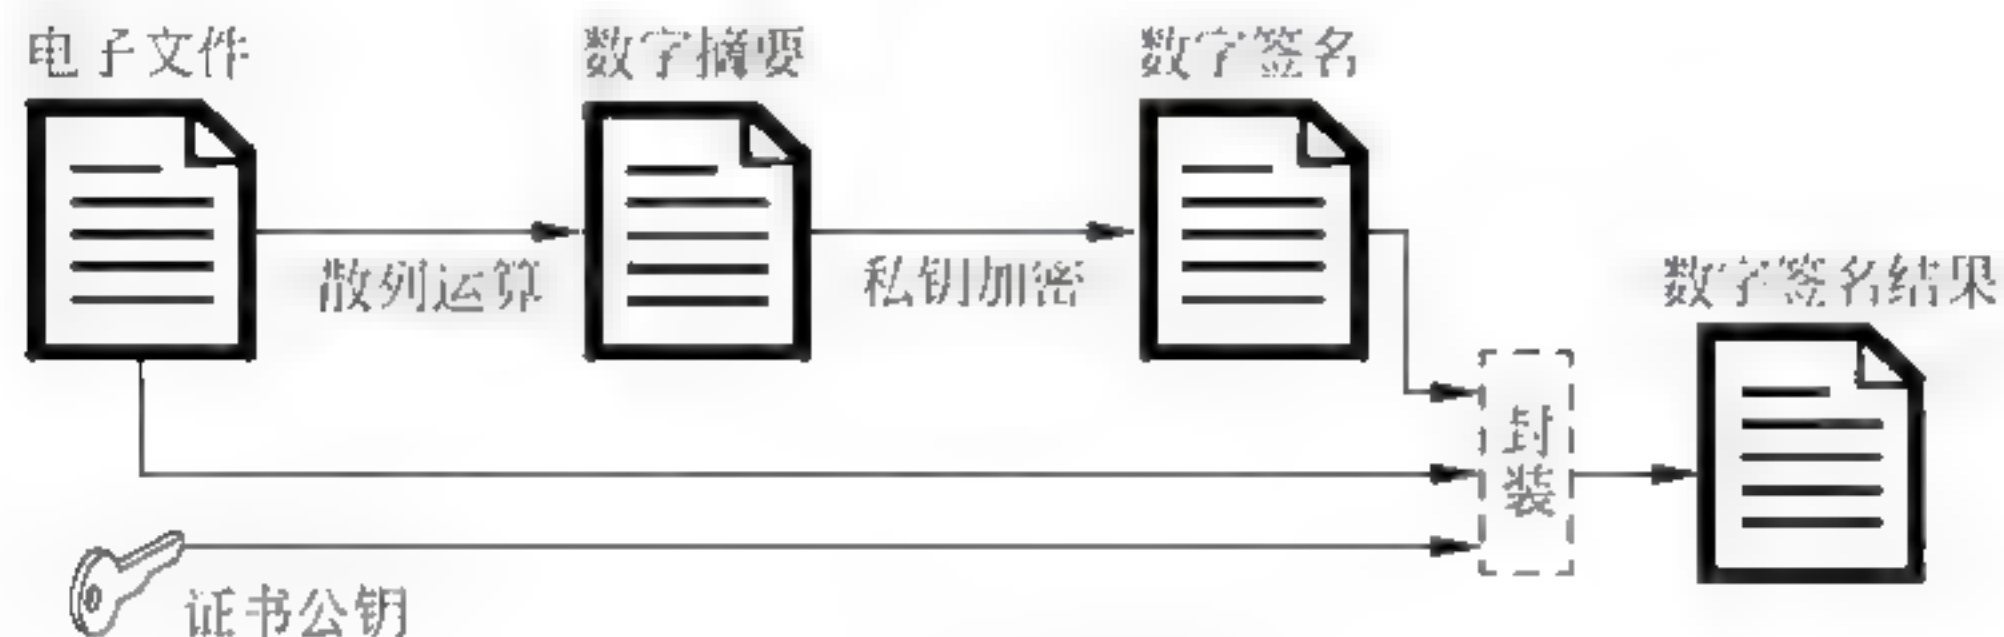 电子文件
数字摘要
数字签名
散列运算
私钥加密
数字签名结果
封装
证书公钥